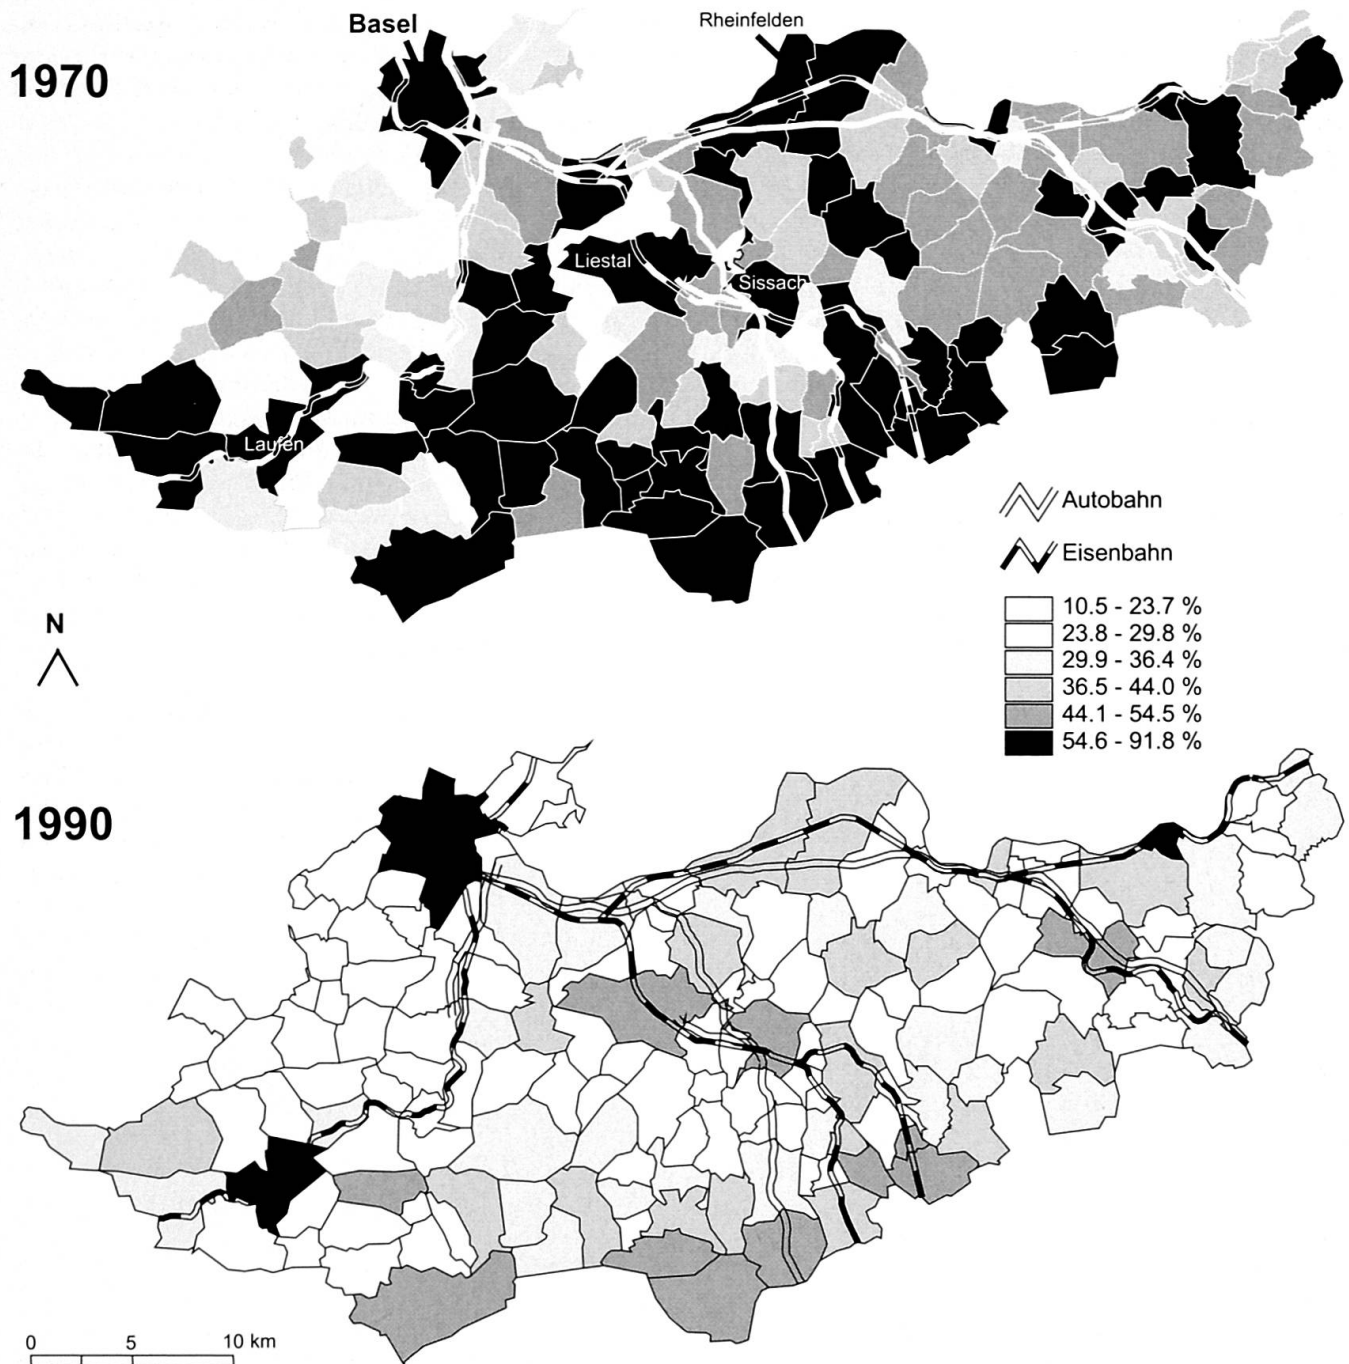 Basel
Rheinfelden
1970
Liestal
Sissach
Laufen
Autobahn
Eisenbahn
10.5 - 23.7 %
23.8 - 29.8 %
29.9 - 36.4 %
36.5 - 44.0 %
44.1 - 54.5 %
54.6 - 91.8 %
N
1990
0 5 10 km